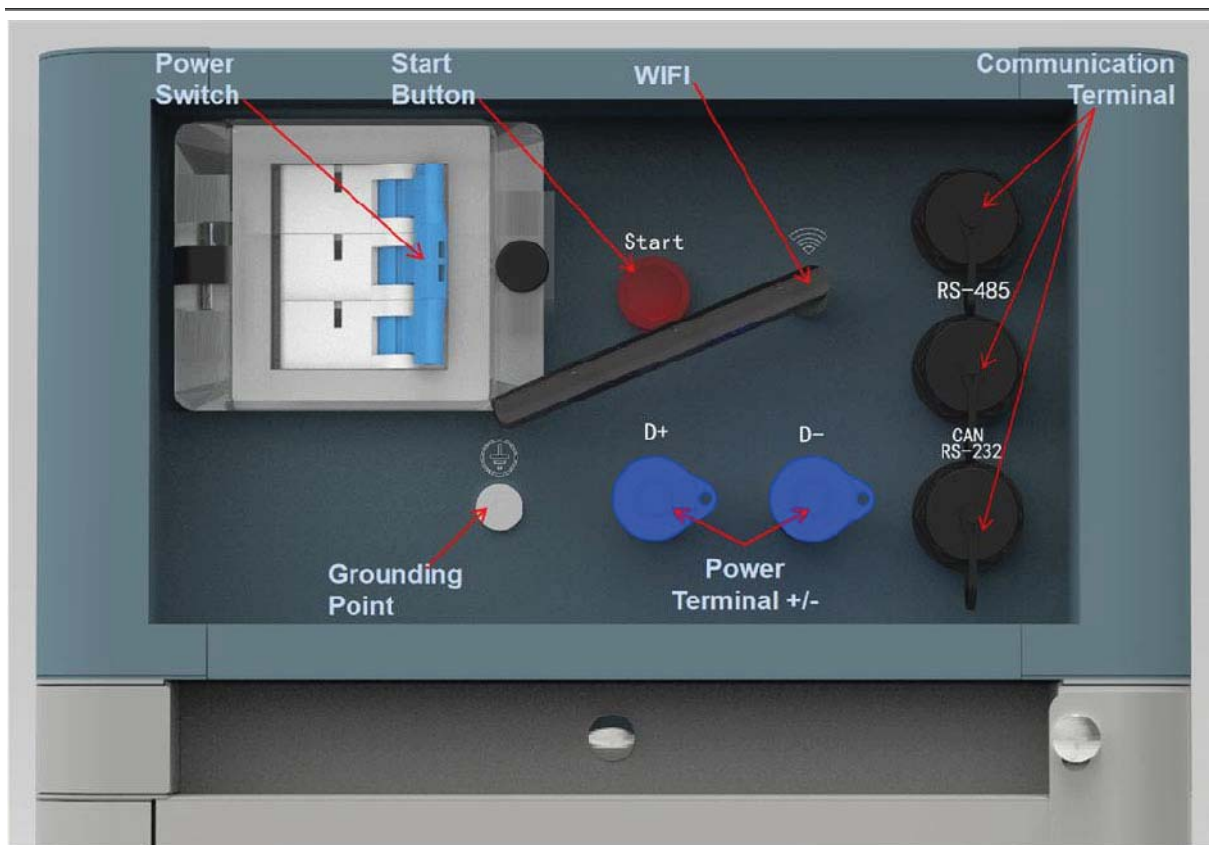 Power
Switch
Start
Button
WIFI
Communication
Terminal
Start
RS-485
D+
D-
CAN
RS-232
Grounding
Point
Power
Terminal +/-